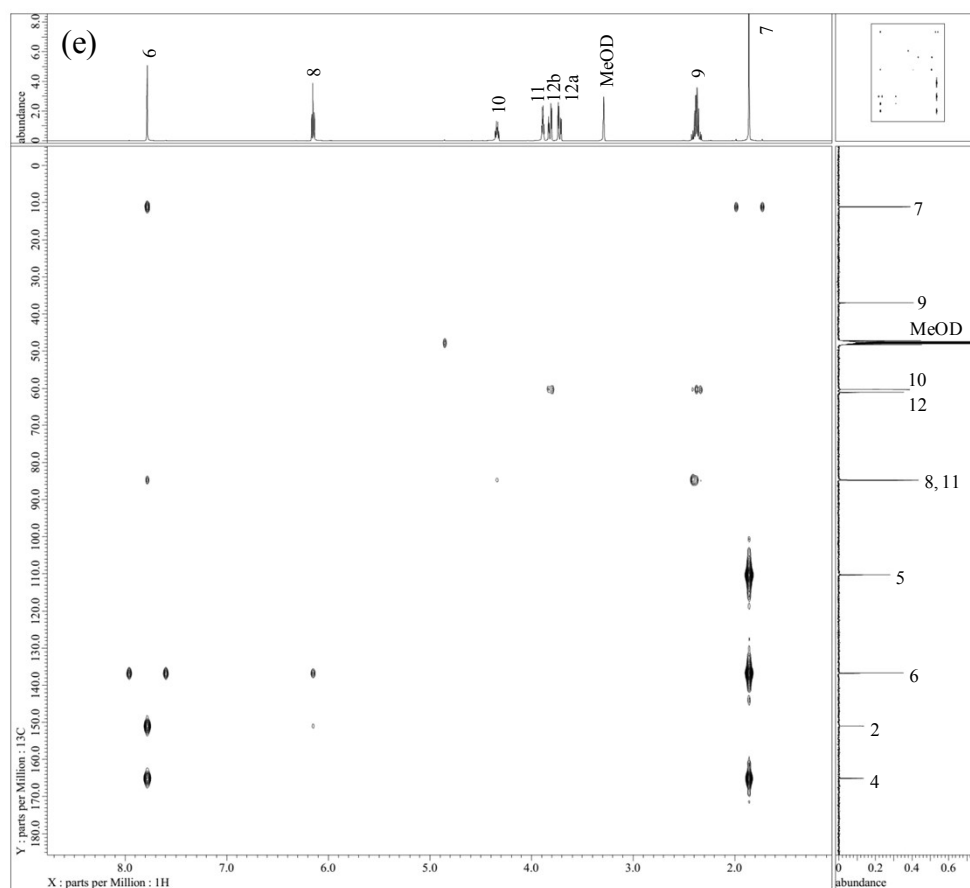 (e)
abundance
0 2.0 4.0 6.0 8.0
6
8
10
11
12b
12a
MeOD
9
7
0 10.0 20.0 30.0 40.0 50.0 60.0 70.0 80.0 90.0 100.0 110.0 120.0 130.0 140.0 150.0 160.0 170.0 180.0
Y : parts per Million : 13C
8.0 7.0 6.0 5.0 4.0 3.0 2.0
X : parts per Million : 1H
7
9
MeOD
10
12
8, 11
5
6
2
4
0 0.2 0.6
abundance